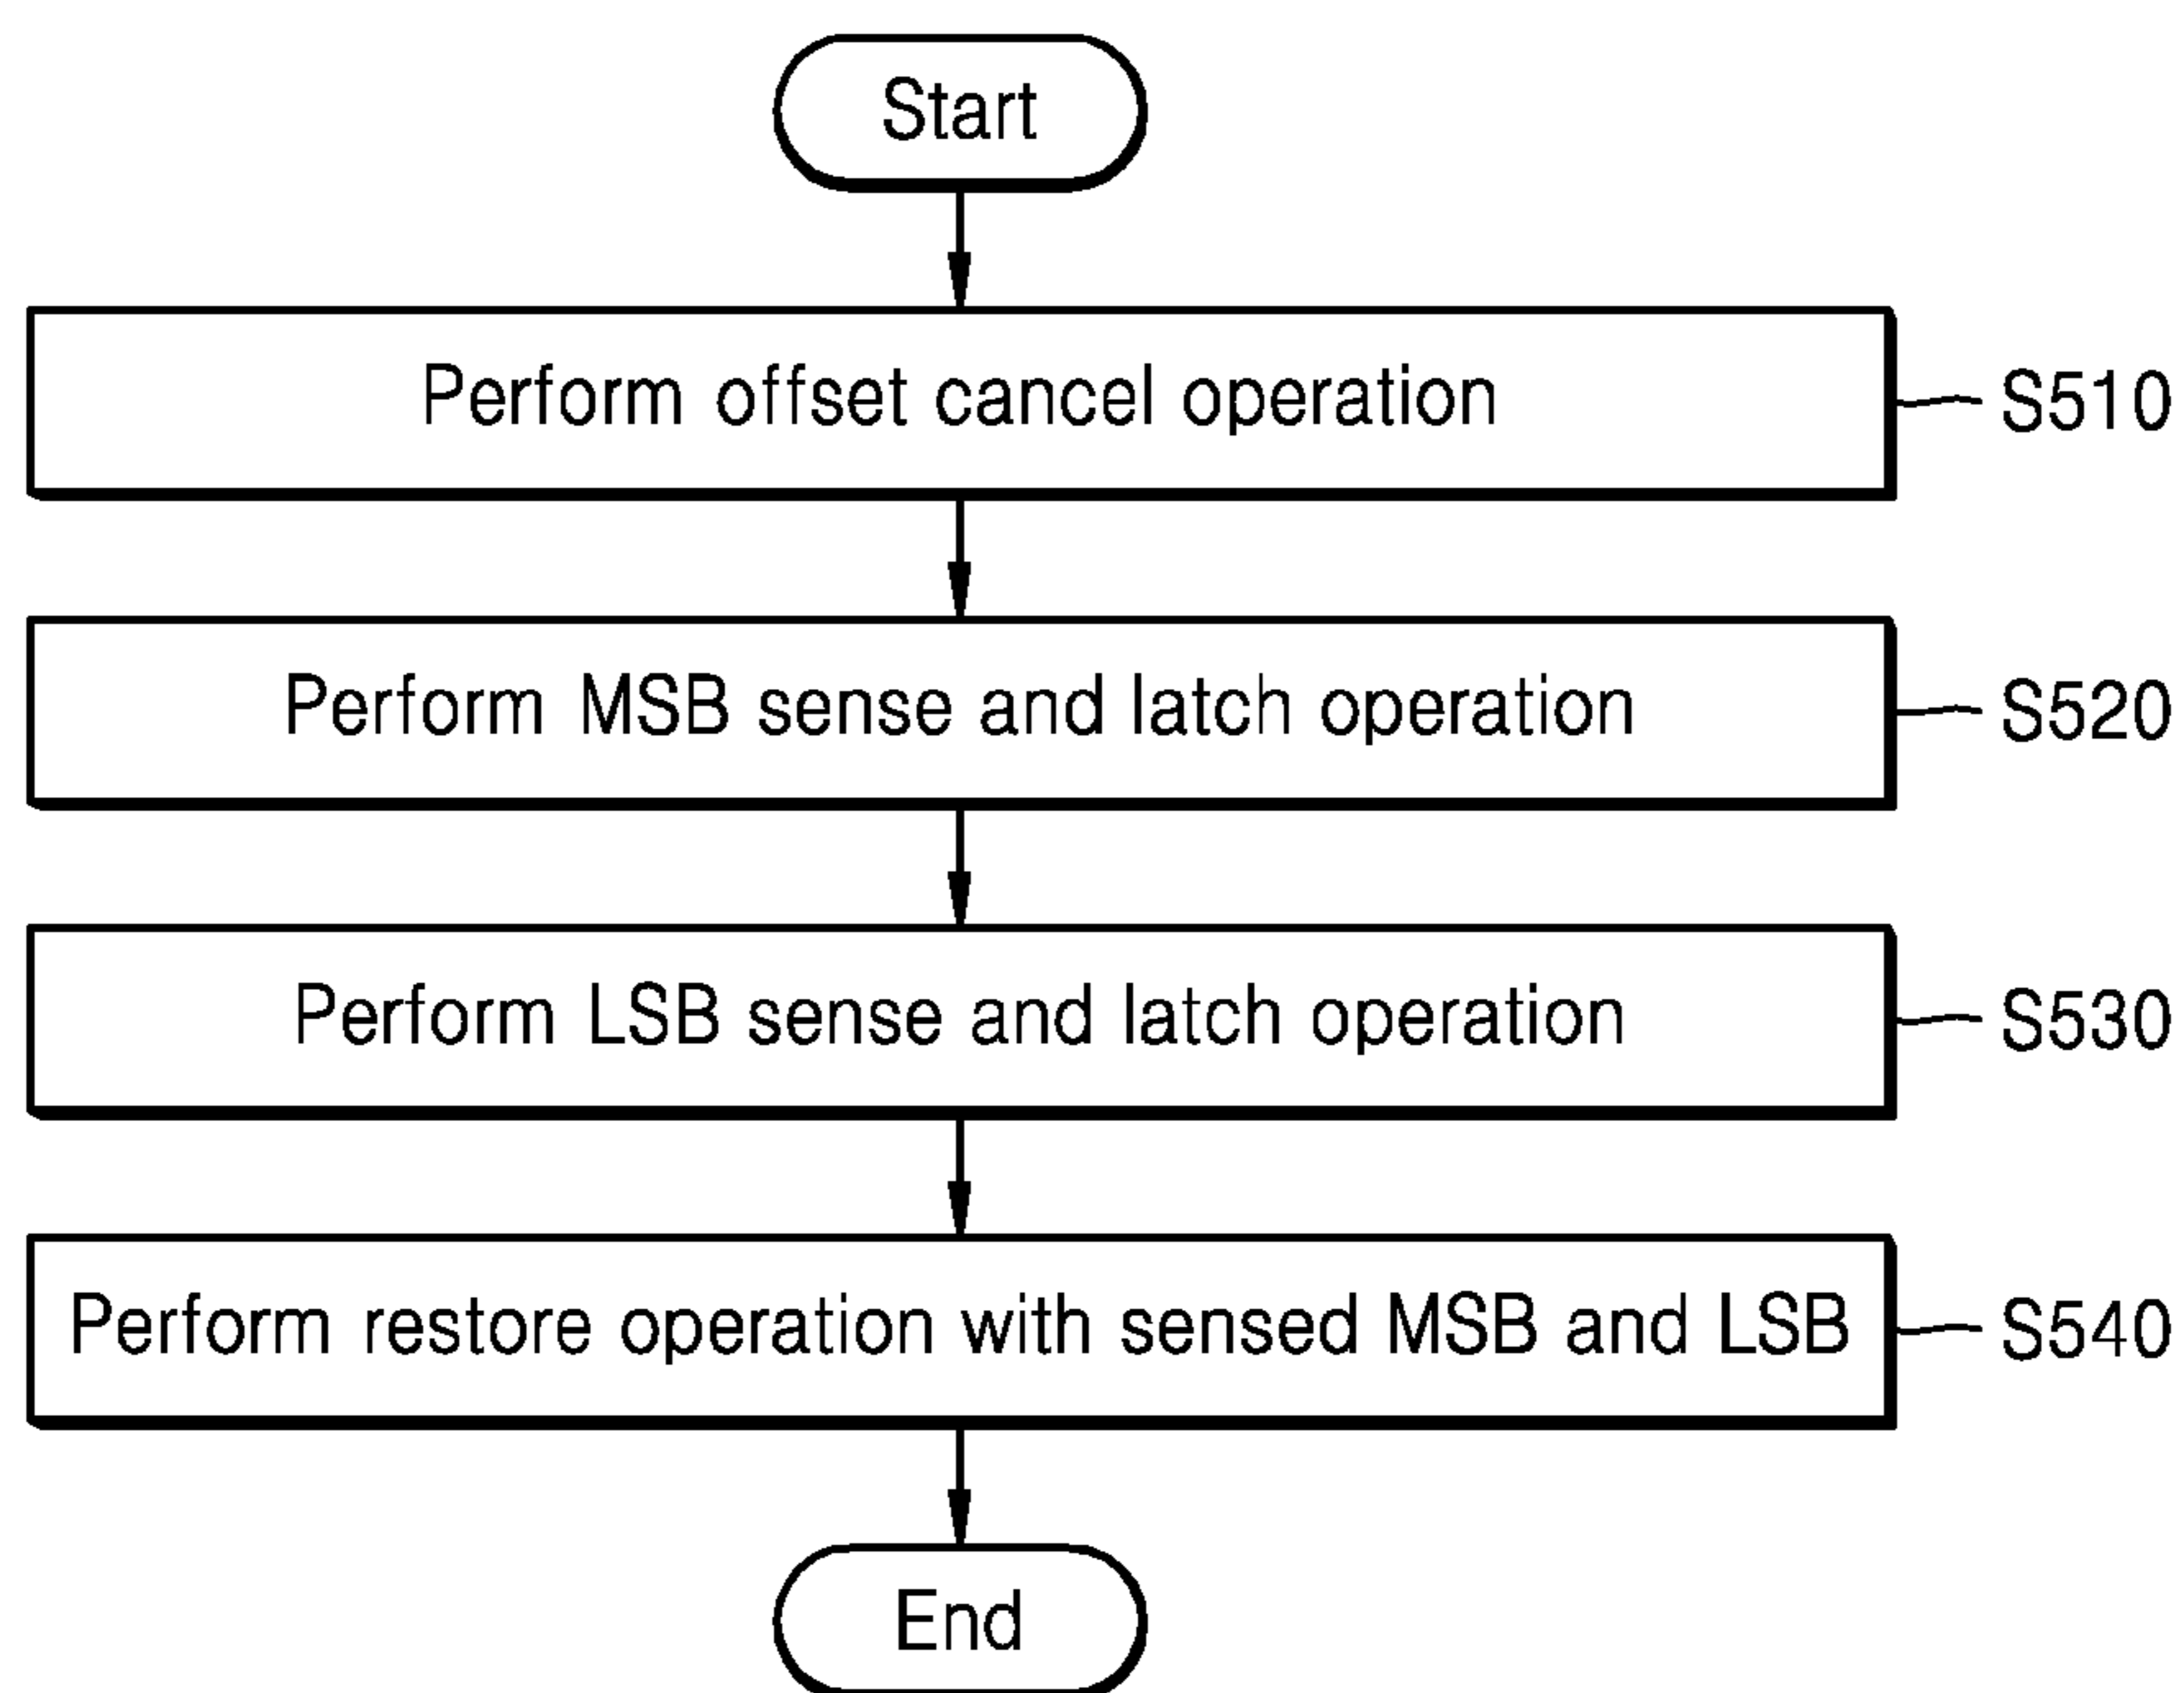 Start
Perform offset cancel operation
S510
Perform MSB sense and latch operation
S520
Perform LSB sense and latch operation
S530
Perform restore operation with sensed MSB and LSB
S540
End